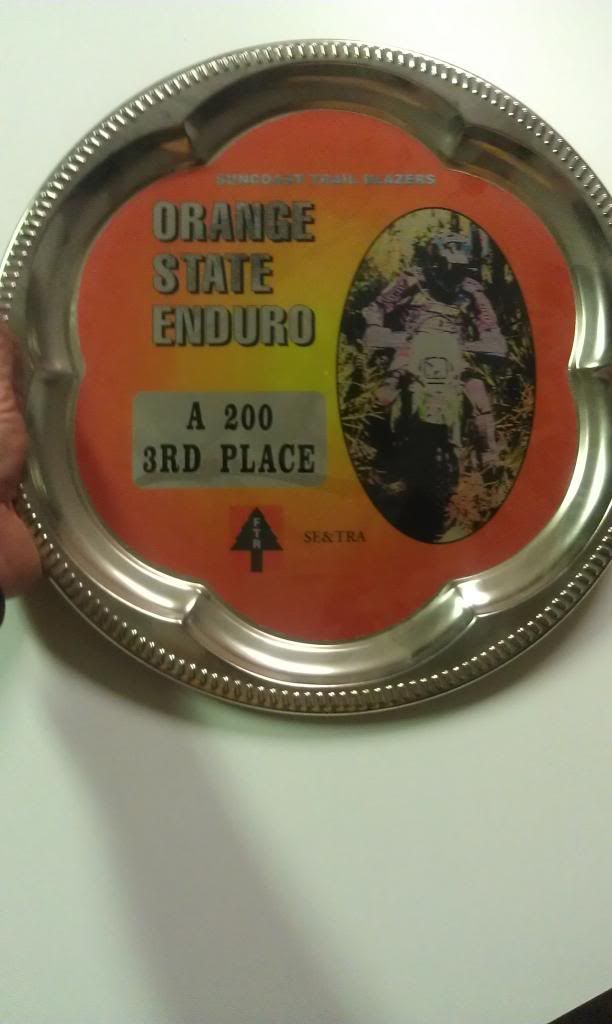 SUNCOAST TRAIL BLAZERS
ORANGE
STATE
ENDURO
A 200
3RD PLACE
FTR
SE&TRA